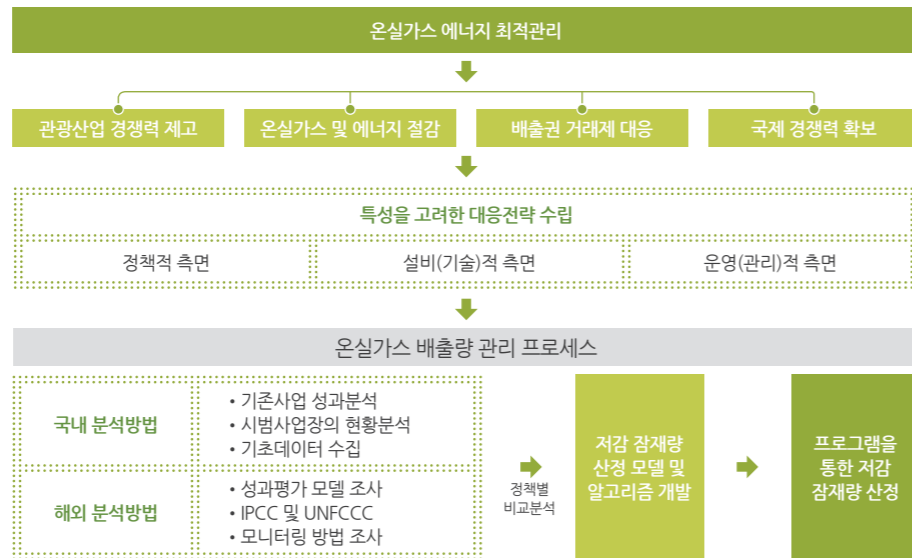 온실가스 에너지 최적관리
관광산업 경쟁력 제고
온실가스 및 에너지 절감
배출권 거래제 대응
국제 경쟁력 확보
특성을 고려한 대응전략 수립
정책적 측면
설비(기술)적 측면
운영(관리)적 측면
온실가스 배출량 관리 프로세스
국내 분석방법
• 기존사업 성과분석
• 시범사업장의 현황분석
• 기초데이터 수집
해외 분석방법
• 성과평가 모델 조사
• IPCC 및 UNFCCC
• 모니터링 방법 조사
정책별
비교분석
저감 잠재량
산정 모델 및
알고리즘 개발
프로그램을
통한 저감
잠재량 산정